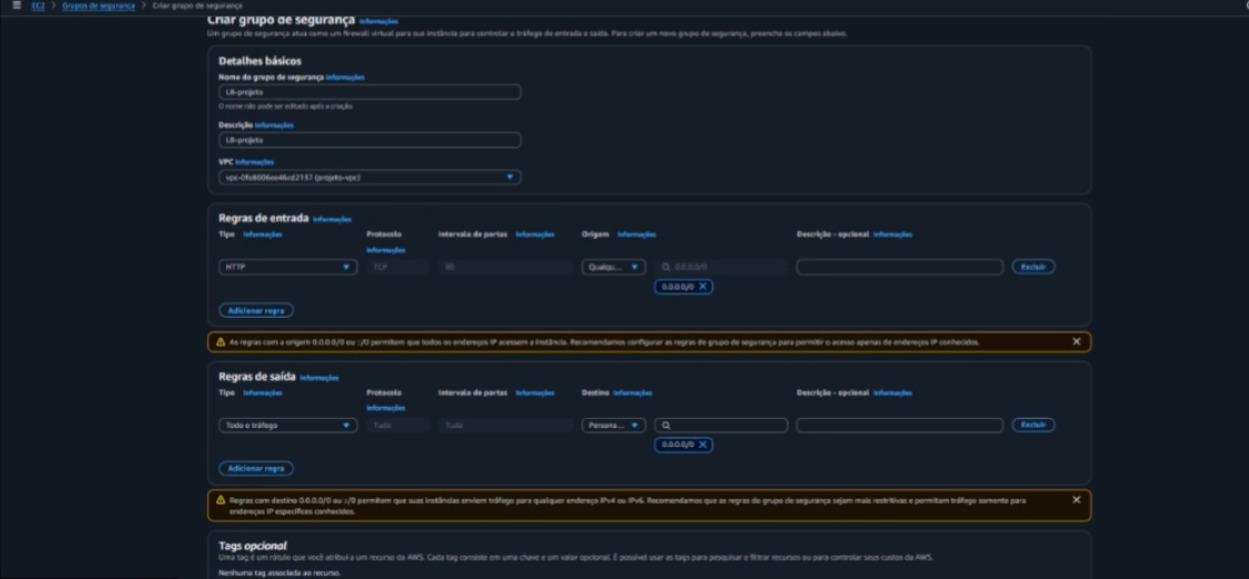 EC2 > Grupos de segurança > Criar grupo de segurança
Criar grupo de segurança Informações
Um grupo de segurança atua como um firewall virtual para sua instância para controlar o tráfego de entrada e saída. Para criar um novo grupo de segurança, preencha os campos abaixo.
Detalhes básicos
Nome do grupo de segurança Informações
LB-projeto
O nome não pode ser editado após a criação.
Descrição Informações
LB-projeto
VPC Informações
vpc-0fe8006ee46cd2137 (projeto-vpc)
Regras de entrada Informações
Tipo Informações Protocolo Informações Intervalo de portas Informações Origem Informações Descrição - opcional Informações
HTTP TCP 80 Qualqu... 0.0.0.0/0 Excluir
0.0.0.0/0 X
Adicionar regra
As regras com a origem 0.0.0.0/0 ou ::/0 permitem que todos os endereços IP acessem a instância. Recomendamos configurar as regras de grupo de segurança para permitir o acesso apenas de endereços IP conhecidos.
Regras de saída Informações
Tipo Informações Protocolo Informações Intervalo de portas Informações Destino Informações Descrição - opcional Informações
Todo o tráfego Tudo Tudo Persona... Excluir
0.0.0.0/0 X
Adicionar regra
Regras com destino 0.0.0.0/0 ou ::/0 permitem que suas instâncias enviem tráfego para qualquer endereço IPv4 ou IPv6. Recomendamos que as regras de grupo de segurança sejam mais restritivas e permitam tráfego somente para
endereços IP específicos conhecidos.
Tags opcional
Uma tag é um rótulo que você atribui a um recurso da AWS. Cada tag consiste em uma chave e um valor opcional. É possível usar as tags para pesquisar e filtrar recursos ou para controlar seus custos da AWS.
Nenhuma tag associada ao recurso.